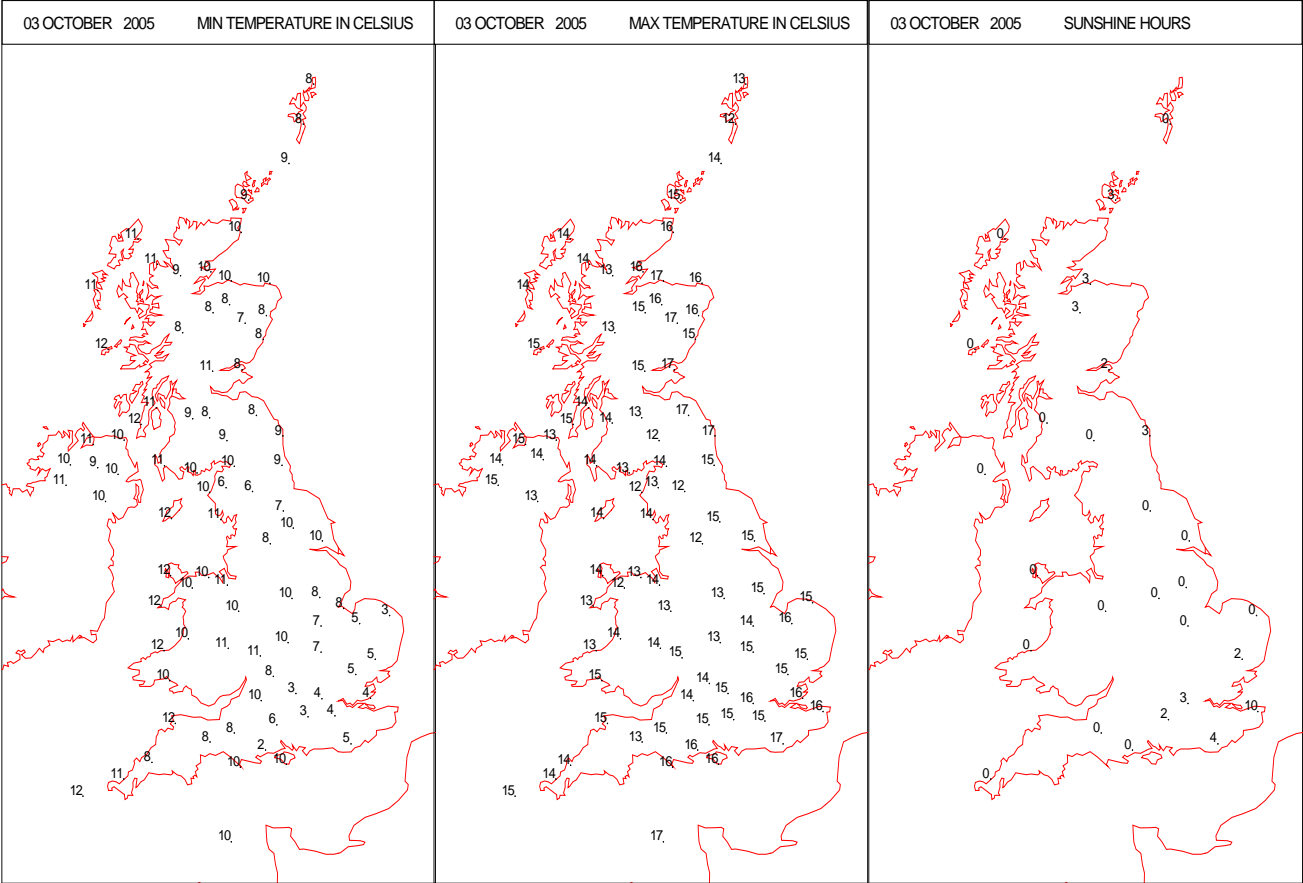 03 OCTOBER 2005 MIN TEMPERATURE IN CELSIUS
8.
8.
9.
9.
10.
11.
11. 9. 10.
11. 10. 10.
8. 8. 8.
7.
8. 8.
12.
11. 8.
11.
12. 9. 8. 8.
11. 10. 9. 9.
10. 9. 10. 11. 10. 10. 9.
11. 10. 6. 6.
10. 12. 11. 7.
10.
8. 10.
12. 10. 10. 11.
12. 10. 10. 8. 8. 3.
7. 5.
12. 10. 11. 11. 10. 7. 5.
10. 8. 5.
10. 3. 4. 4.
12. 8. 6. 3. 4.
8. 2. 5.
11. 8. 10. 10.
12.
10.
03 OCTOBER 2005 MAX TEMPERATURE IN CELSIUS
13.
12.
14.
15.
16.
14.
14. 13. 16.
14. 17. 16.
15. 16. 16.
17.
13. 15.
15.
15. 17.
14.
15. 14. 13. 17.
15. 15. 12. 17.
14. 15. 14. 13. 14. 15.
15. 13. 12. 13. 12.
14. 14. 15.
12. 15.
14. 12. 13. 14.
13. 13. 13. 15. 15.
14. 16.
13. 14. 14. 15. 13. 15. 15.
15. 14. 15.
14. 15. 16. 16. 16.
15. 15. 15. 15. 15.
13. 16. 17.
14. 14. 16. 16.
15.
17.
03 OCTOBER 2005 SUNSHINE HOURS
0.
3.
0.
3.
3.
0.
2.
0. 0. 3.
0.
0.
0.
0. 0.
0. 0. 0.
0. 2.
3. 10.
0. 2.
0. 4.
0.